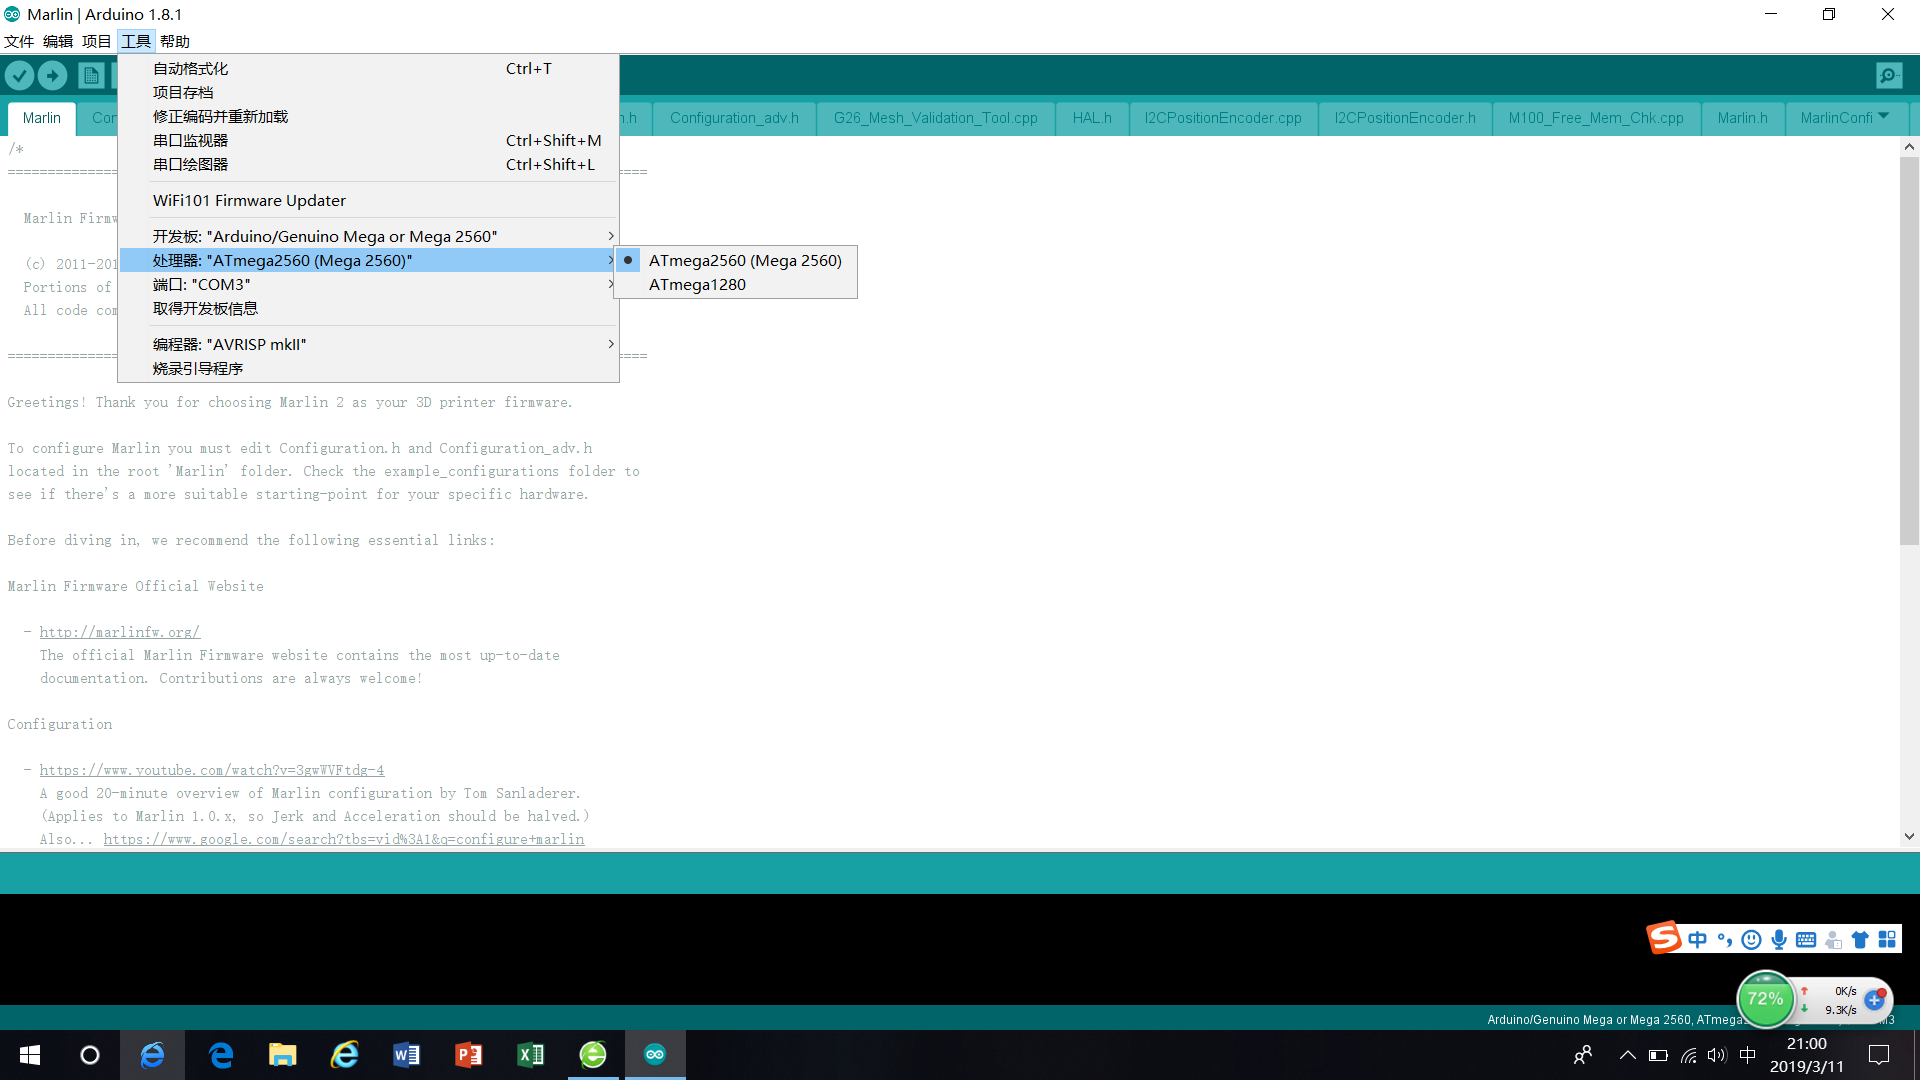 Marlin | Arduino 1.8.1
文件 编辑 项目 工具 帮助
自动格式化 Ctrl+T
项目存档
修正编码并重新加载
串口监视器 Ctrl+Shift+M
串口绘图器 Ctrl+Shift+L
WiFi101 Firmware Updater
开发板: "Arduino/Genuino Mega or Mega 2560"
处理器: "ATmega2560 (Mega 2560)"
端口: "COM3"
取得开发板信息
编程器: "AVRISP mkII"
烧录引导程序
ATmega2560 (Mega 2560)
ATmega1280
Marlin Con n.h Configuration_adv.h G26_Mesh_Validation_Tool.cpp HAL.h I2CPositionEncoder.cpp I2CPositionEncoder.h M100_Free_Mem_Chk.cpp Marlin.h MarlinConfi
/*
Marlin Firmw
(c) 2011-201
Portions of
All code com
Greetings! Thank you for choosing Marlin 2 as your 3D printer firmware.
To configure Marlin you must edit Configuration.h and Configuration_adv.h
located in the root 'Marlin' folder. Check the example_configurations folder to
see if there's a more suitable starting-point for your specific hardware.
Before diving in, we recommend the following essential links:
Marlin Firmware Official Website
- http://marlinfw.org/
The official Marlin Firmware website contains the most up-to-date
documentation. Contributions are always welcome!
Configuration
- https://www.youtube.com/watch?v=3gwWVFtdg-4
A good 20-minute overview of Marlin configuration by Tom Sanladerer.
(Applies to Marlin 1.0.x, so Jerk and Acceleration should be halved.)
Also... https://www.google.com/search?tbs=vid%3A1&q=configure+marlin
中
72% 0K/s
9.3K/s
Arduino/Genuino Mega or Mega 2560, ATmega2
中
21:00
2019/3/11